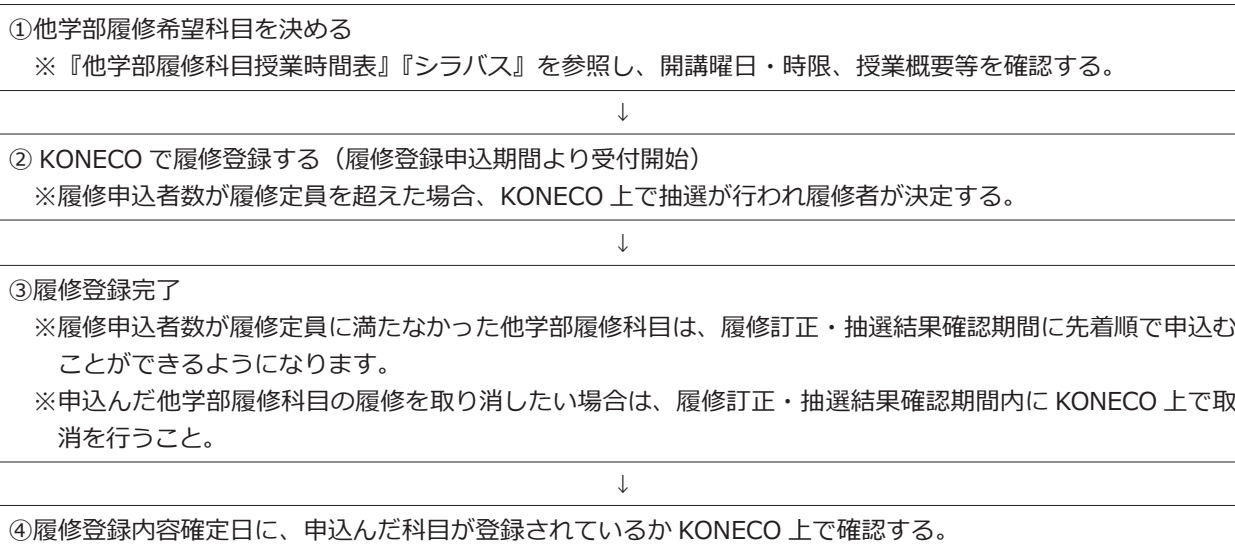 ①他学部履修希望科目を決める
※『他学部履修科目授業時間表』『シラバス』を参照し、開講曜日・時限、授業概要等を確認する。
↓
② KONECO で履修登録する（履修登録申込期間より受付開始）
※履修申込者数が履修定員を超えた場合、KONECO 上で抽選が行われ履修者が決定する。
↓
③履修登録完了
※履修申込者数が履修定員に満たなかった他学部履修科目は、履修訂正・抽選結果確認期間に先着順で申込む
ことができるようになります。
※申込んだ他学部履修科目の履修を取り消したい場合は、履修訂正・抽選結果確認期間内に KONECO 上で取
消を行うこと。
↓
④履修登録内容確定日に、申込んだ科目が登録されているか KONECO 上で確認する。